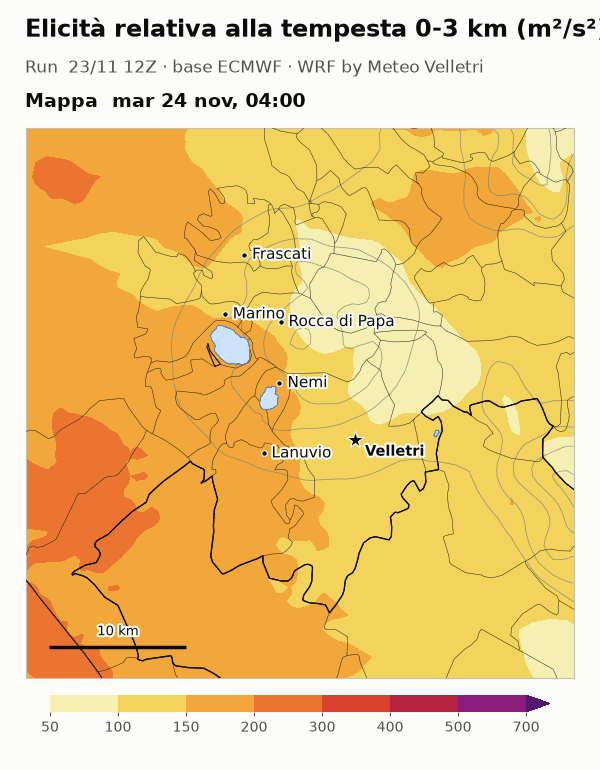 Elicità relativa alla tempesta 0-3 km (m²/s²)
Run 23/11 12Z · base ECMWF · WRF by Meteo Velletri
Mappa mar 24 nov, 04:00
Frascati
Marino
Rocca di Papa
Nemi
Velletri
Lanuvio
10 km
50 100 150 200 300 400 500 700